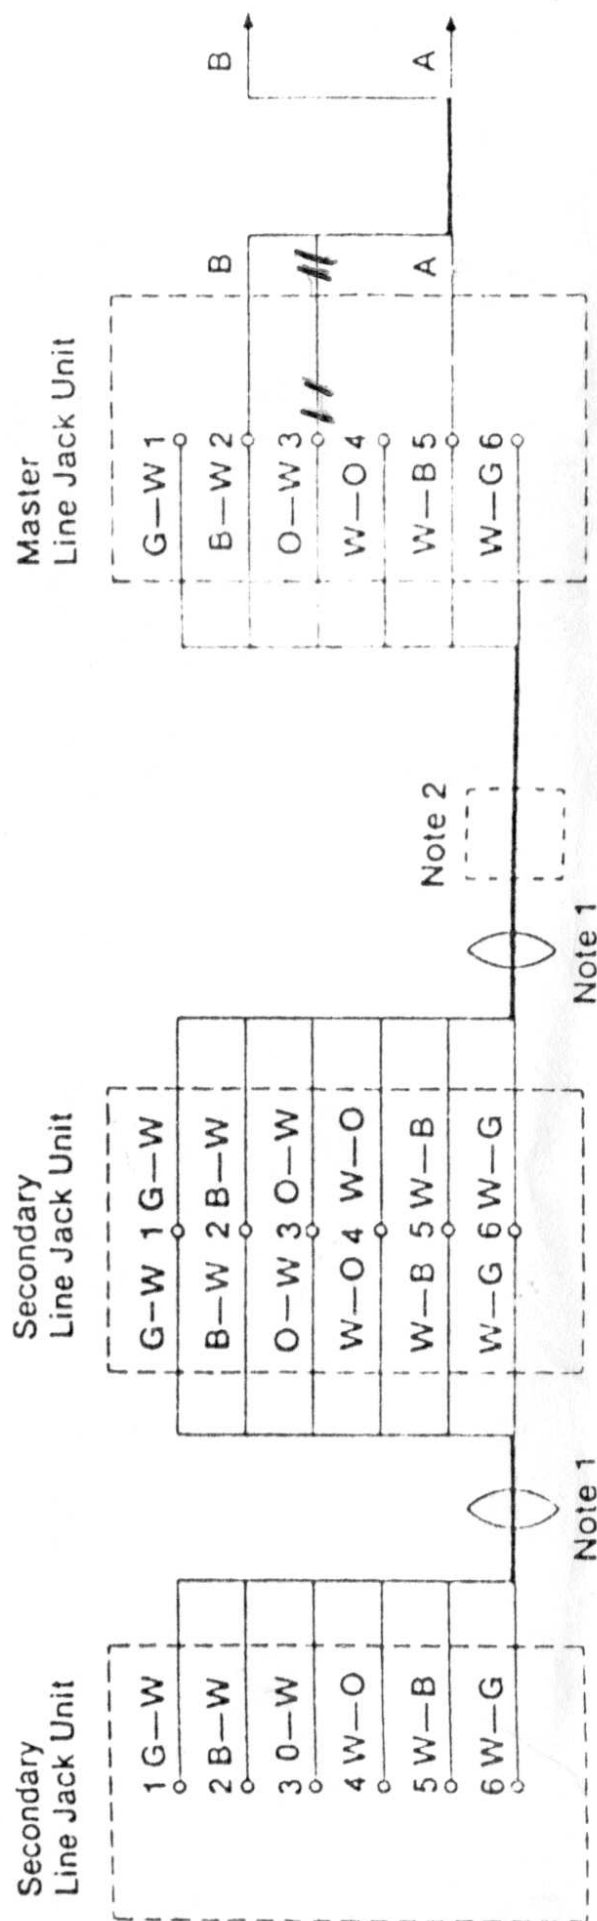 Secondary
Line Jack Unit
1 G—W
2 B—W
3 O—W
4 W—O
5 W—B
6 W—G
Note 1
Secondary
Line Jack Unit
G—W 1 G—W
B—W 2 B—W
O—W 3 O—W
W—O 4 W—O
W—B 5 W—B
W—G 6 W—G
Note 1
Note 2
Master
Line Jack Unit
G—W 1
B—W 2
O—W 3
W—O 4
W—B 5
W—G 6
B
A
B
A